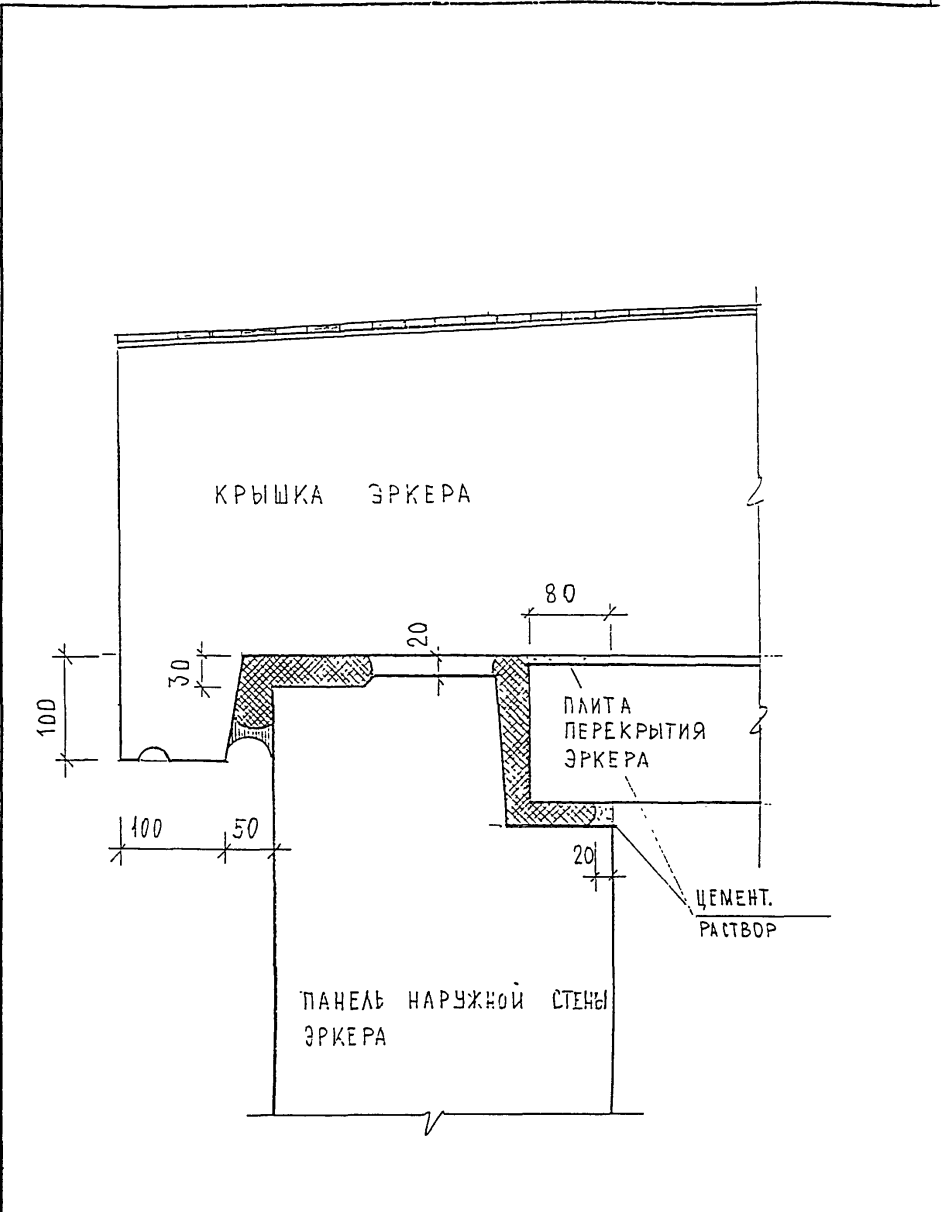 КРЫШКА ЭРКЕРА
80
20
30
100
ПЛИТА
ПЕРЕКРЫТИЯ
ЭРКЕРА
100
50
20
ЦЕМЕНТ.
РАСТВОР
ПАНЕЛЬ НАРУЖНОЙ СТЕНЫ
ЭРКЕРА